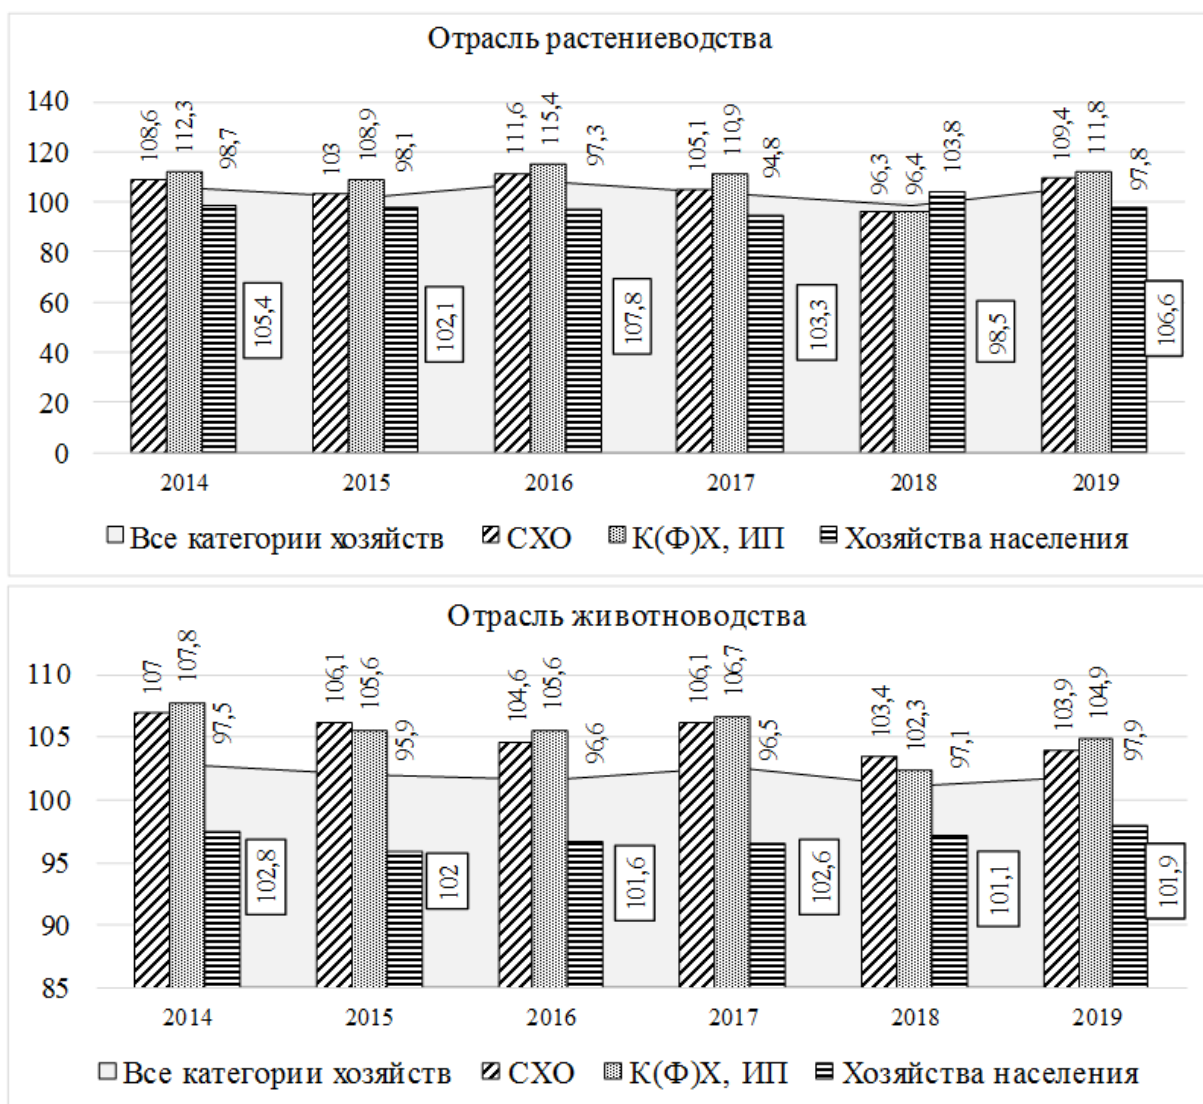 Отрасль растениеводства
140
120
100
80
60
40
20
0
108,6 112,3 98,7 103 108,9 98,1 111,6 115,4 97,3 105,1 110,9 94,8 96,3 96,4 103,8 109,4 111,8 97,8
105,4 102,1 107,8 103,3 98,5 106,6
2014 2015 2016 2017 2018 2019
Все категории хозяйств СХО К(Ф)Х, ИП Хозяйства населения
Отрасль животноводства
110
105
100
95
90
85
107 107,8 97,5 106,1 105,6 95,9 104,6 105,6 96,6 106,1 106,7 96,5 103,4 102,3 97,1 103,9 104,9 97,9
102,8 102 101,6 102,6 101,1 101,9
2014 2015 2016 2017 2018 2019
Все категории хозяйств СХО К(Ф)Х, ИП Хозяйства населения